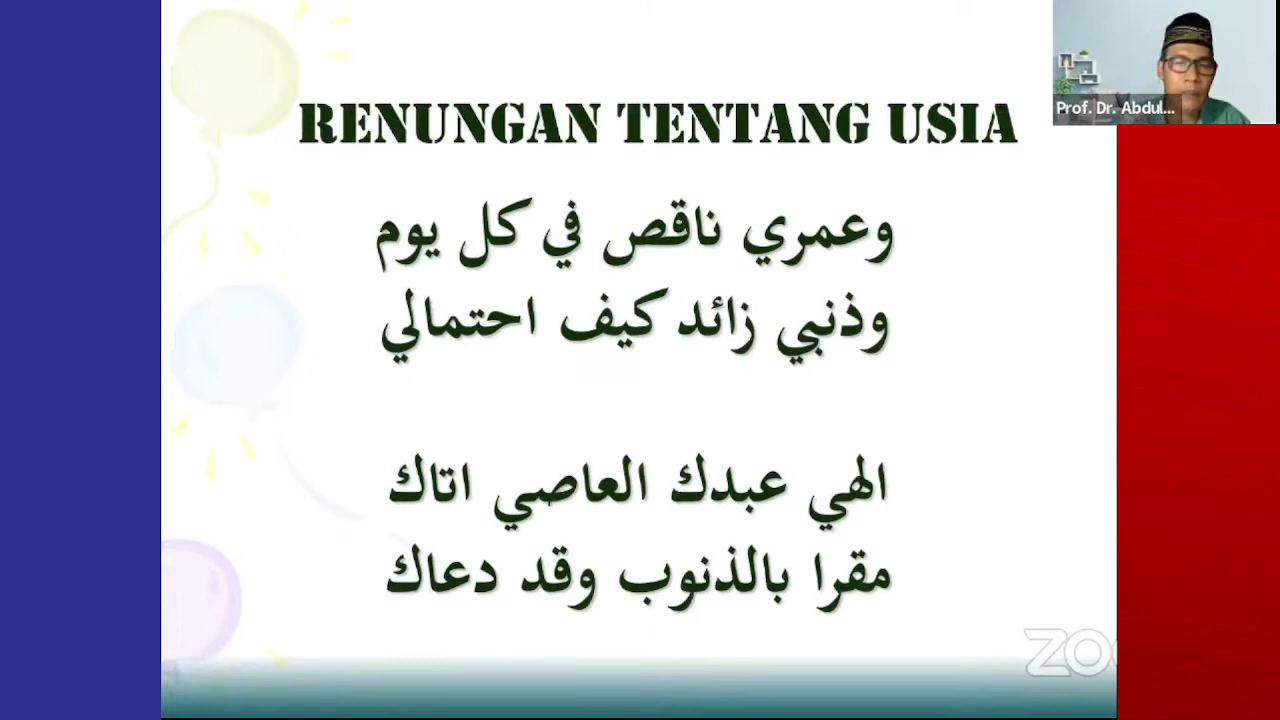 RENUNGAN TENTANG USIA
Prof. Dr. Abdul...
وعمري ناقص في كل يوم
وذنبي زائد كيف احتمالي
الهي عبدك العاصي اتاك
مقرا بالذنوب وقد دعاك